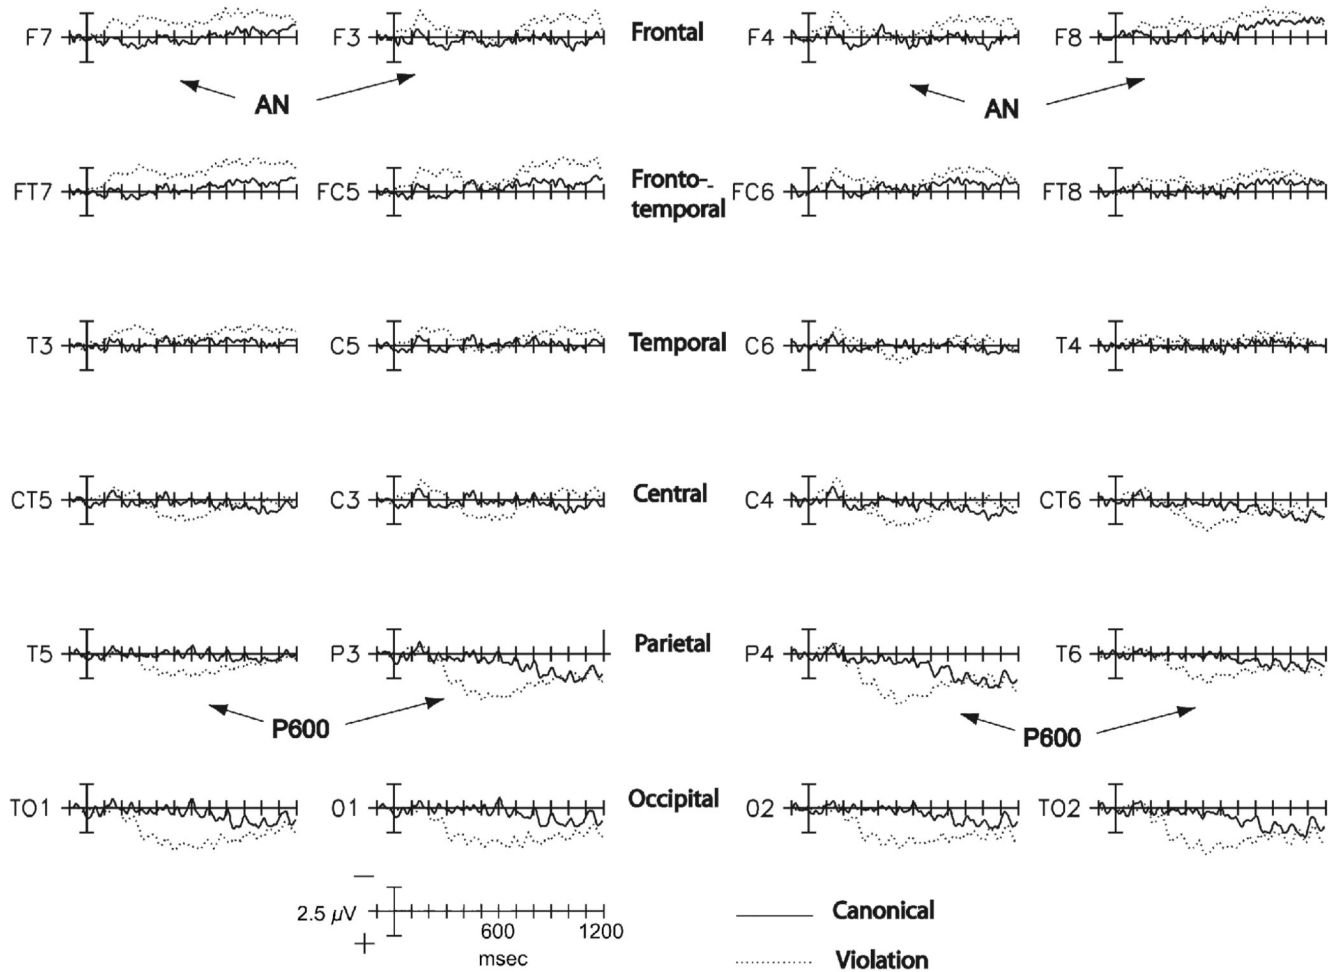 F7 F3 Frontal F4 F8
AN AN
FT7 FC5 Fronto- FC6 FT8
temporal
T3 C5 Temporal C6 T4
CT5 C3 Central C4 CT6
T5 P3 Parietal P4 T6
P600 P600
TO1 O1 Occipital O2 TO2
−
2.5 µV
+
600 1200
msec
Canonical
Violation